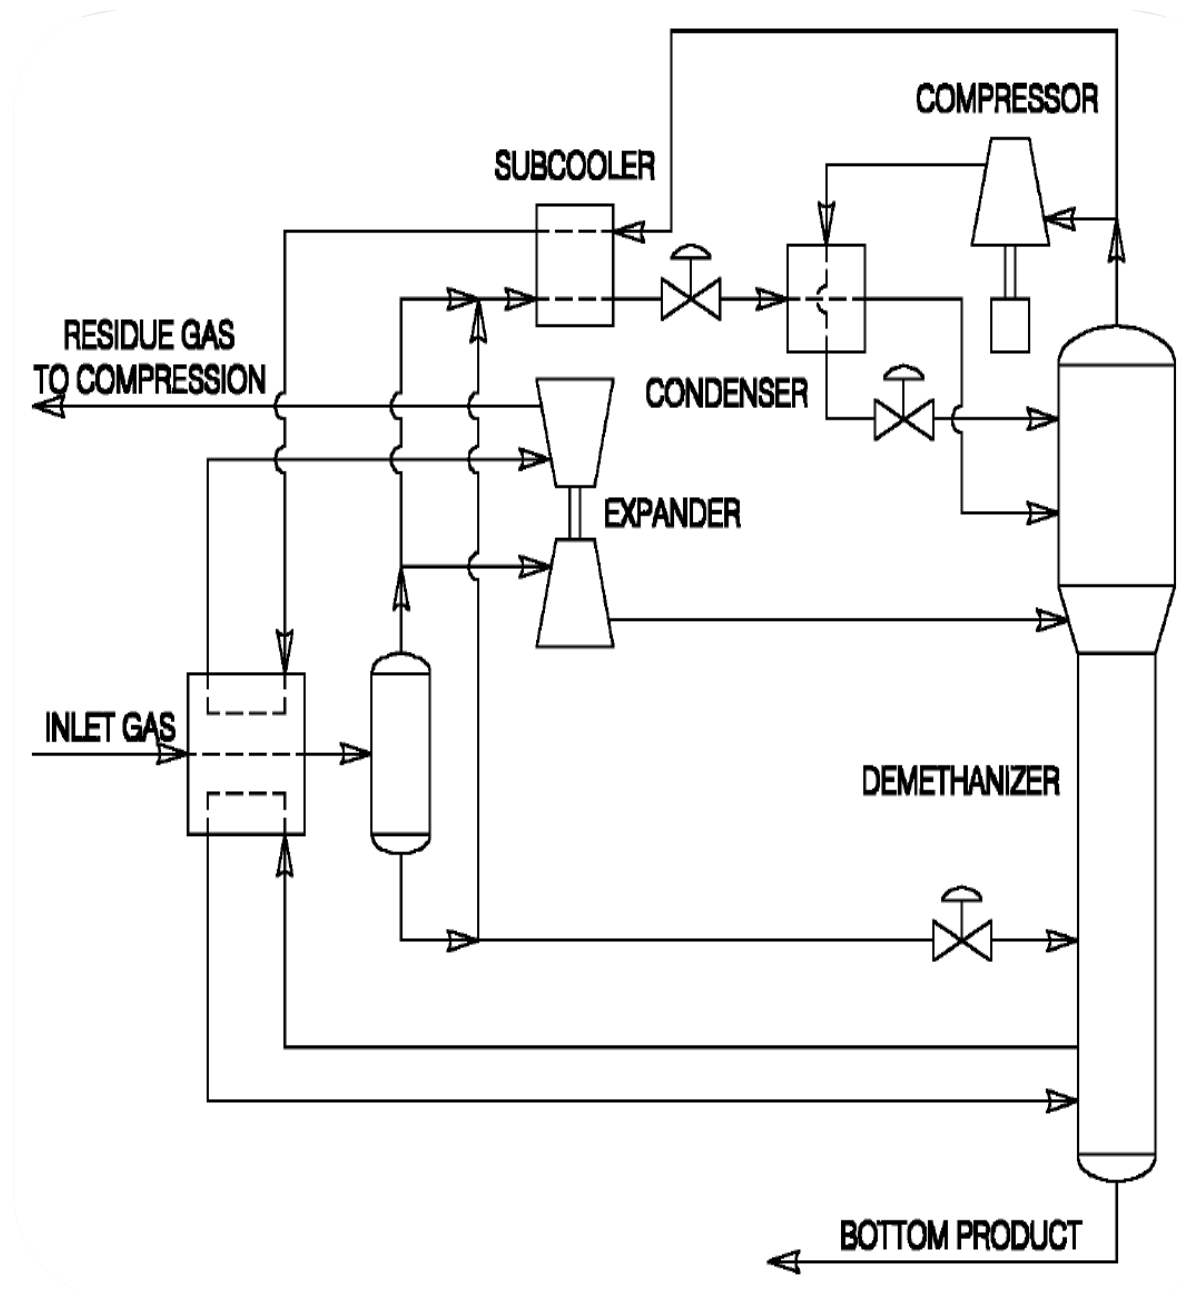 COMPRESSOR
SUBCOOLER
RESIDUE GAS
TO COMPRESSION
CONDENSER
EXPANDER
INLET GAS
DEMETHANIZER
BOTTOM PRODUCT